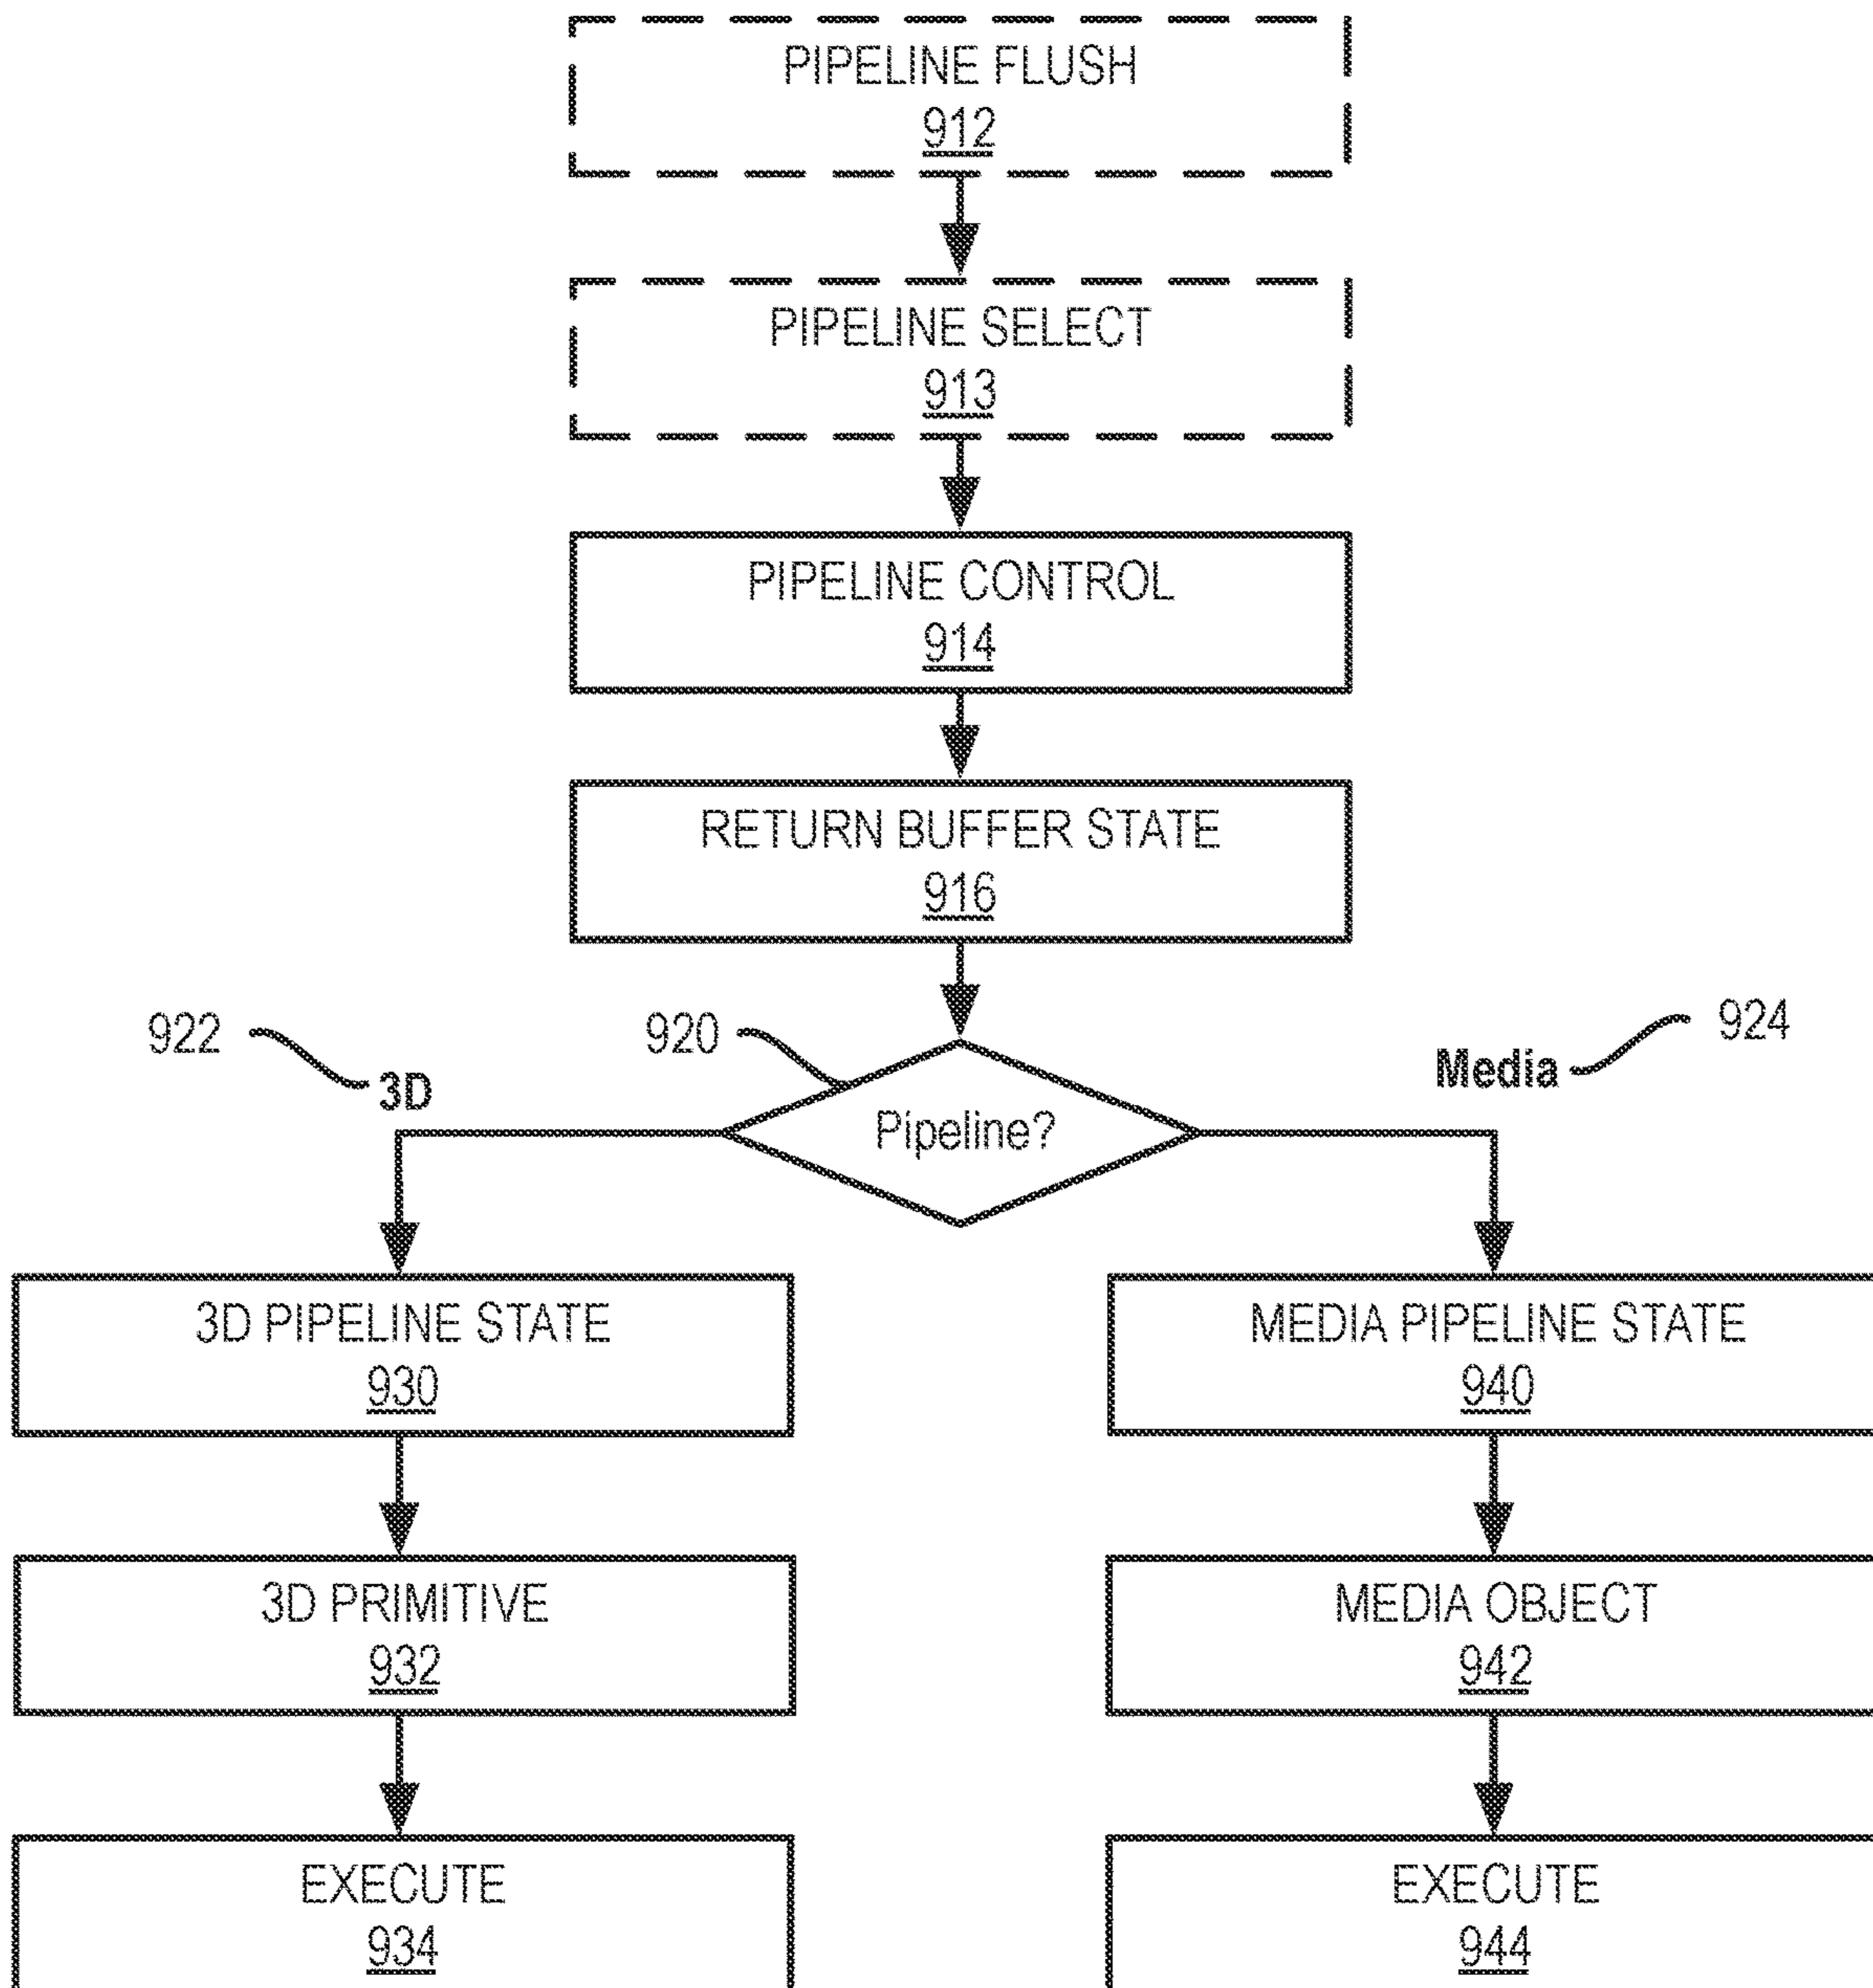 PIPELINE FLUSH
912
PIPELINE SELECT
913
PIPELINE CONTROL
914
RETURN BUFFER STATE
916
922
920
924
3D
Media
Pipeline?
3D PIPELINE STATE
930
MEDIA PIPELINE STATE
940
3D PRIMITIVE
932
MEDIA OBJECT
942
EXECUTE
934
EXECUTE
944